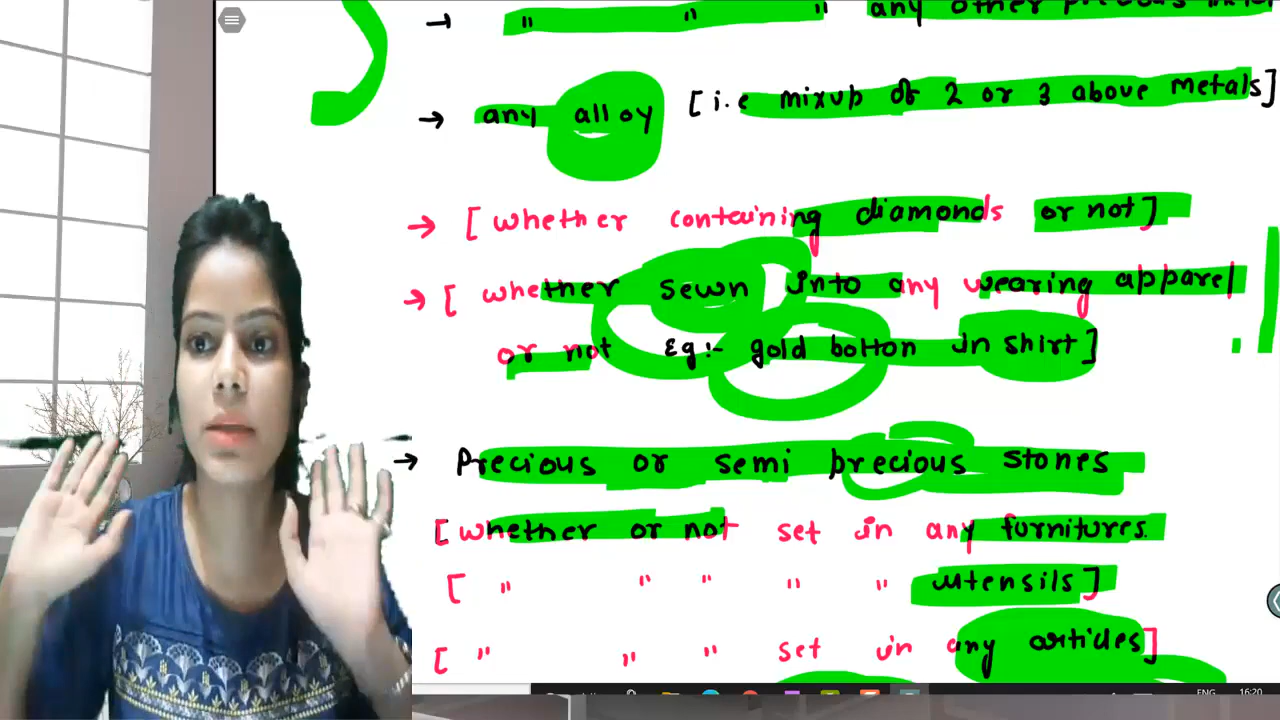 → " " " any other precious
→ any alloy [i.e mixub of 2 or 3 above metals]
→ [whether containing diamonds or not]
→ [whether sewn into any wearing apparel
or not Eg:- gold botton in shirt]
→ Precious or semi precious stones
[whether or not set in any furnitures.
[ " " " " " utensils]
[ " " " set in any articles]
ENG 16:20